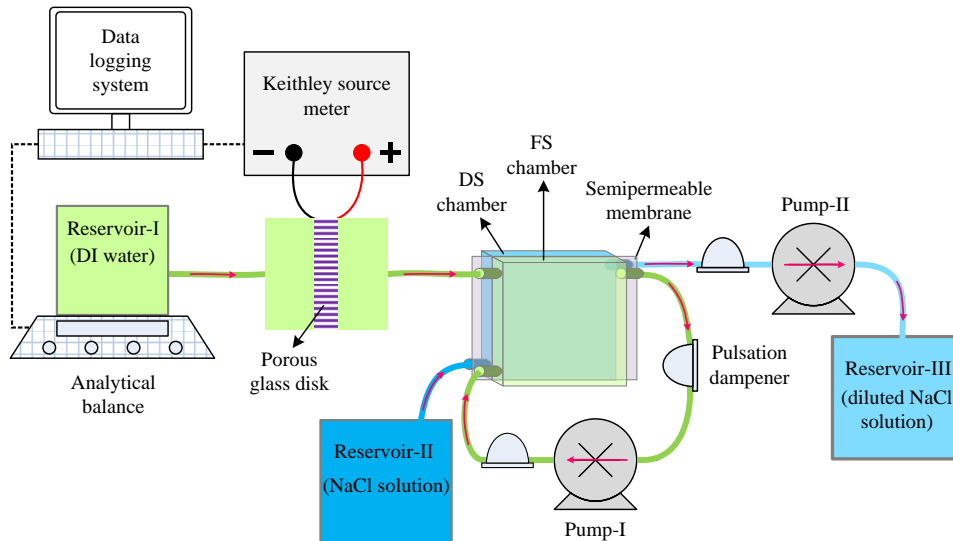 Data
logging
system
Keithley source
meter
− +
FS
chamber
DS
chamber
Semipermeable
membrane
Pump-II
Reservoir-I
(DI water)
Porous
glass disk
Analytical
balance
Pulsation
dampener
Reservoir-II
(NaCl solution)
Pump-I
Reservoir-III
(diluted NaCl
solution)